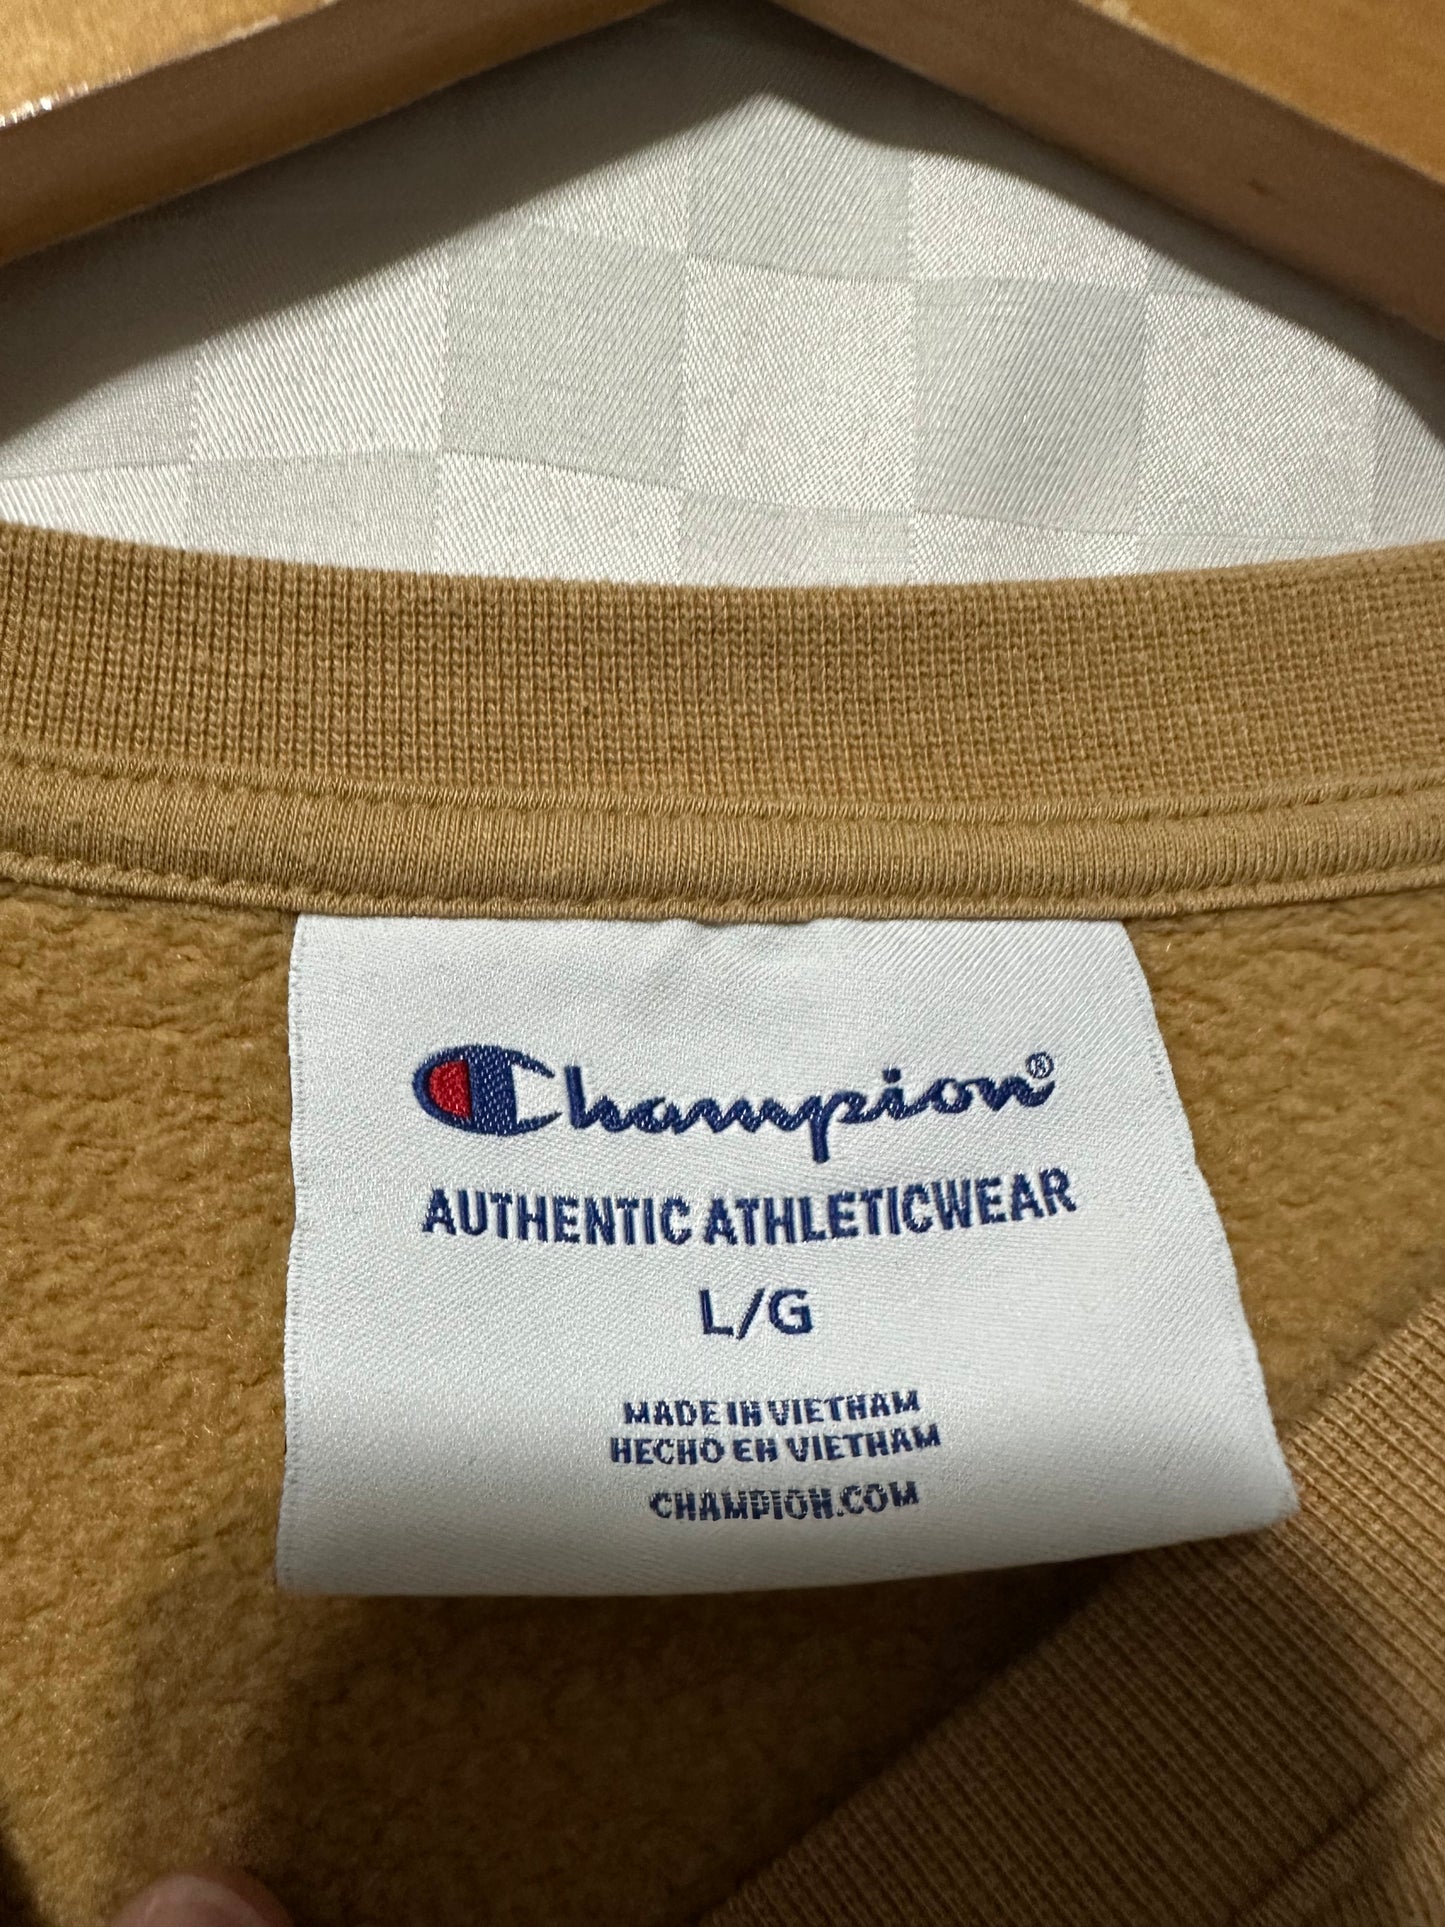 Champion®
AUTHENTIC ATHLETICWEAR
L/G
MADE IN VIETNAM
HECHO EN VIETNAM
CHAMPION.COM